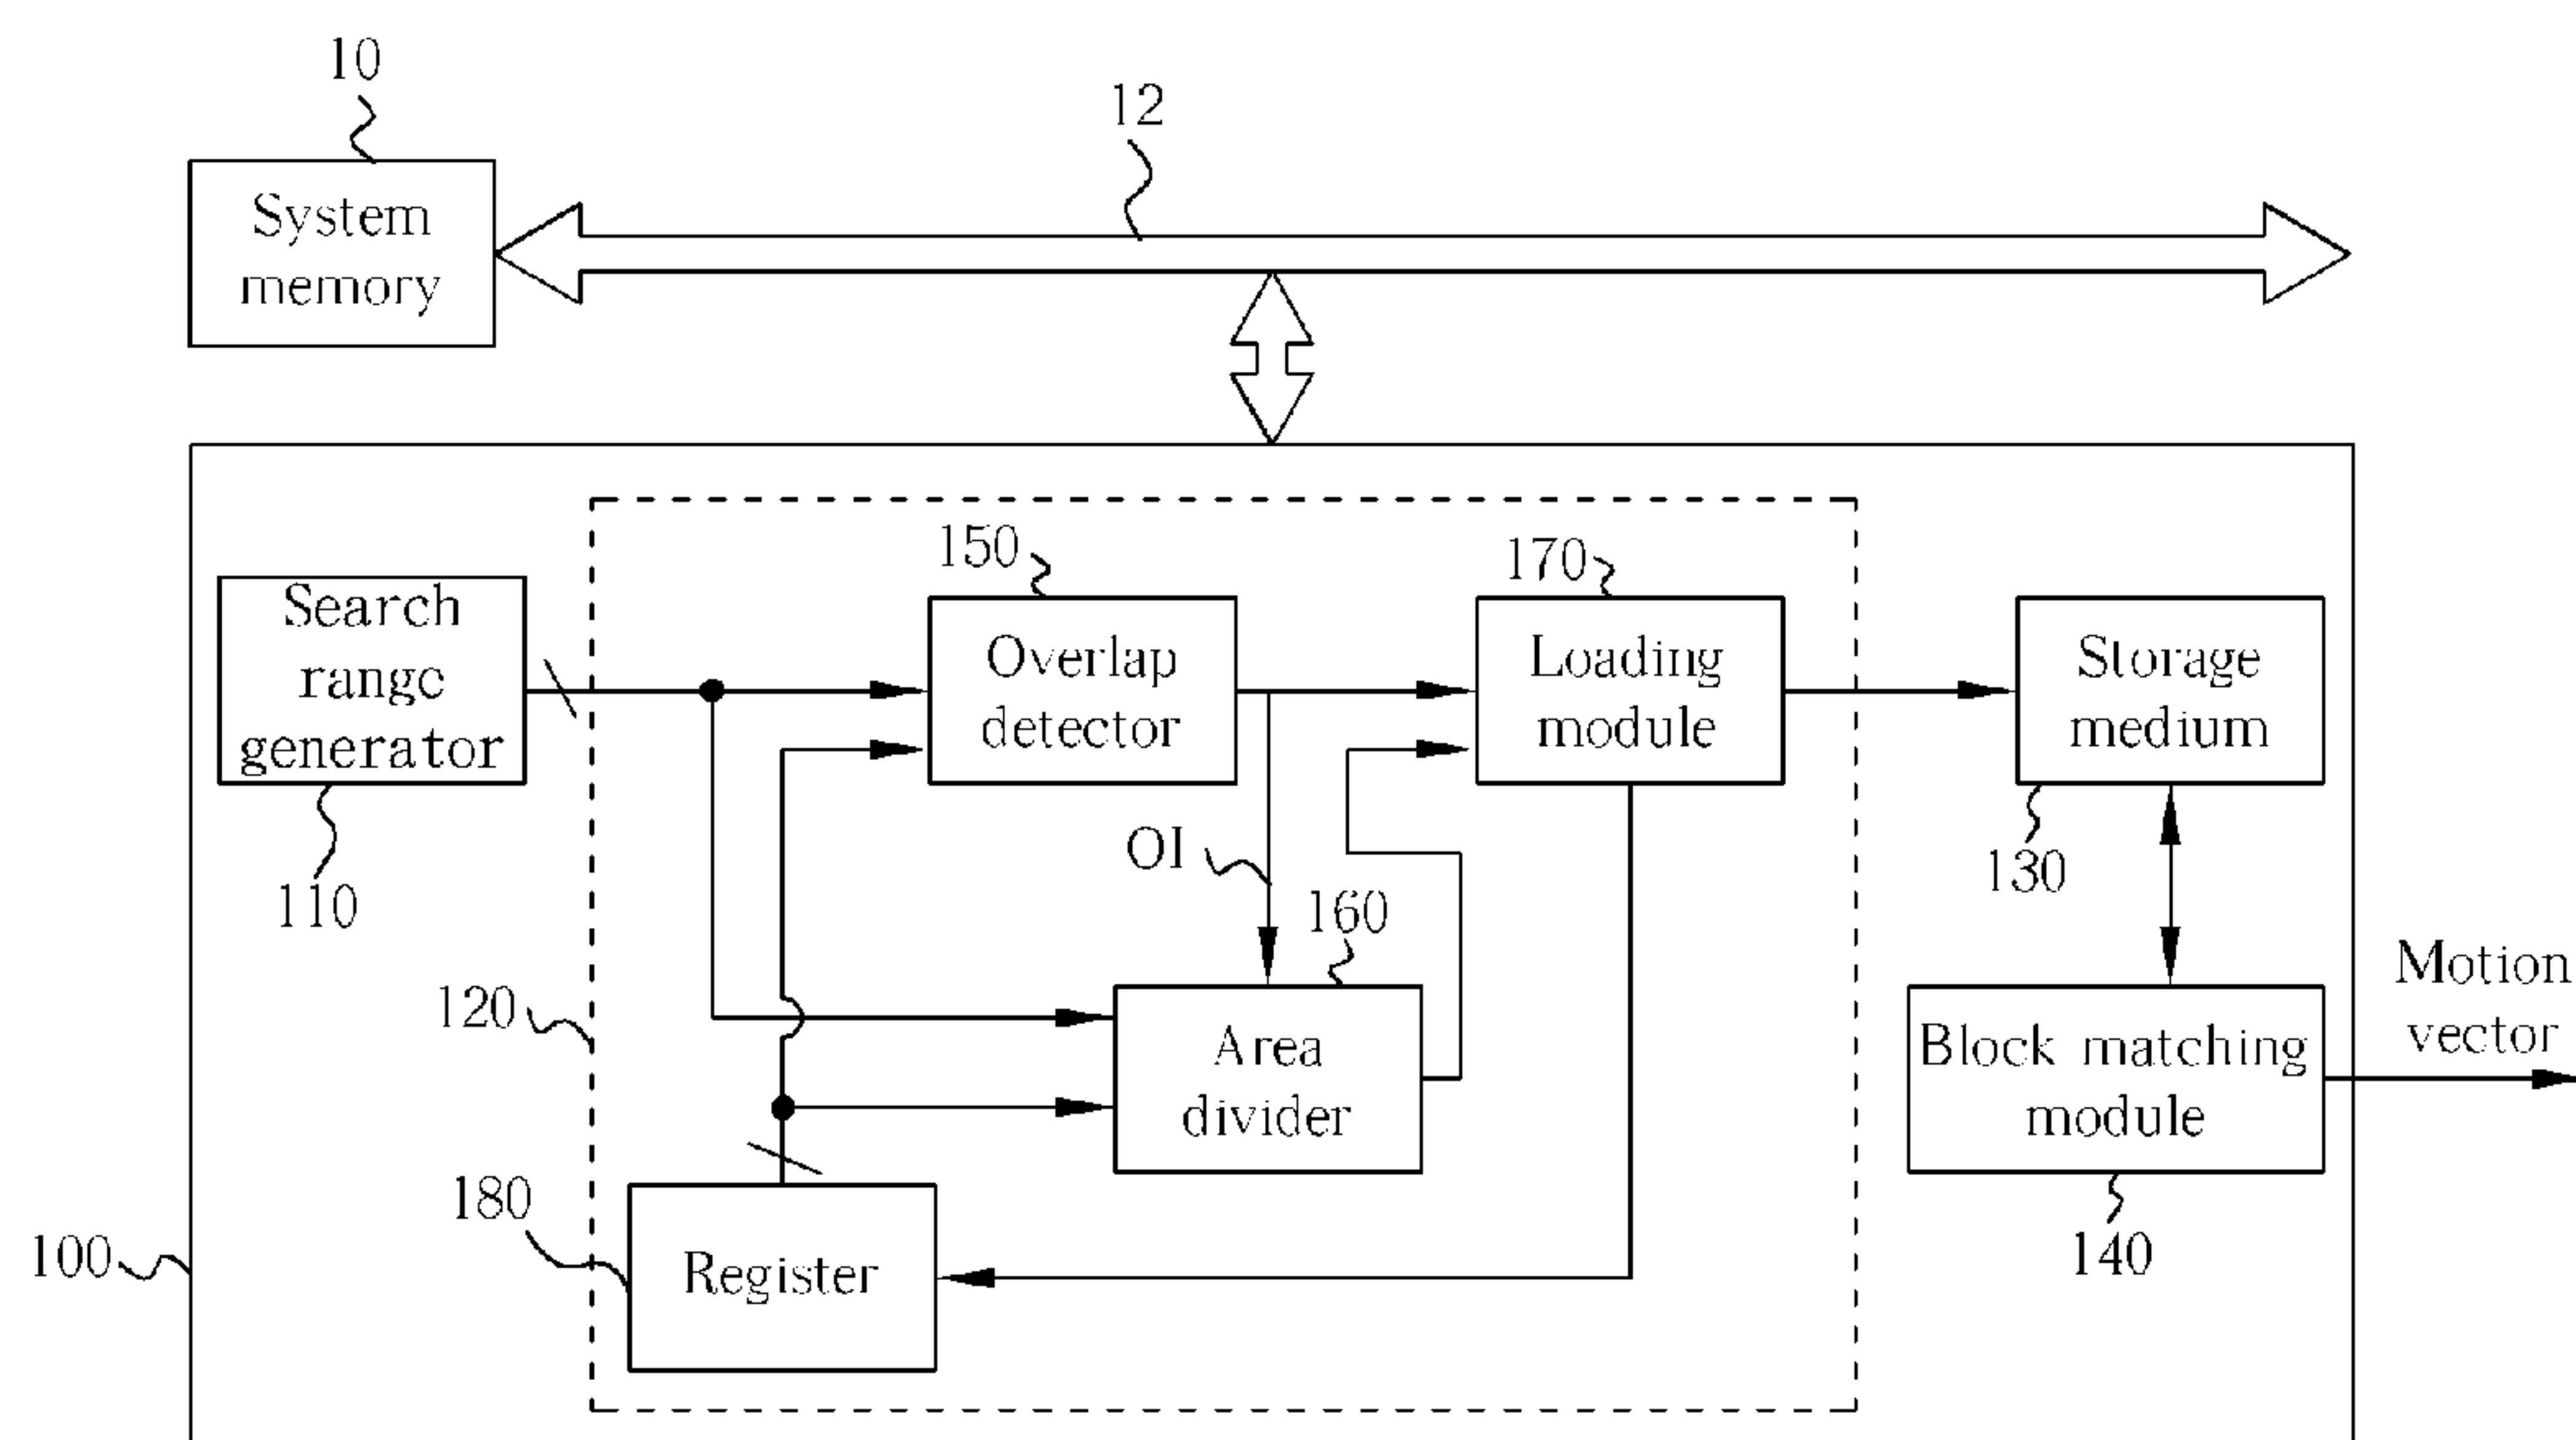 10
12
System
memory
150
170
Search
range
generator
Overlap
detector
Loading
module
Storage
medium
OI
110
130
160
120
Motion
vector
Area
divider
Block matching
module
180
100
Register
140